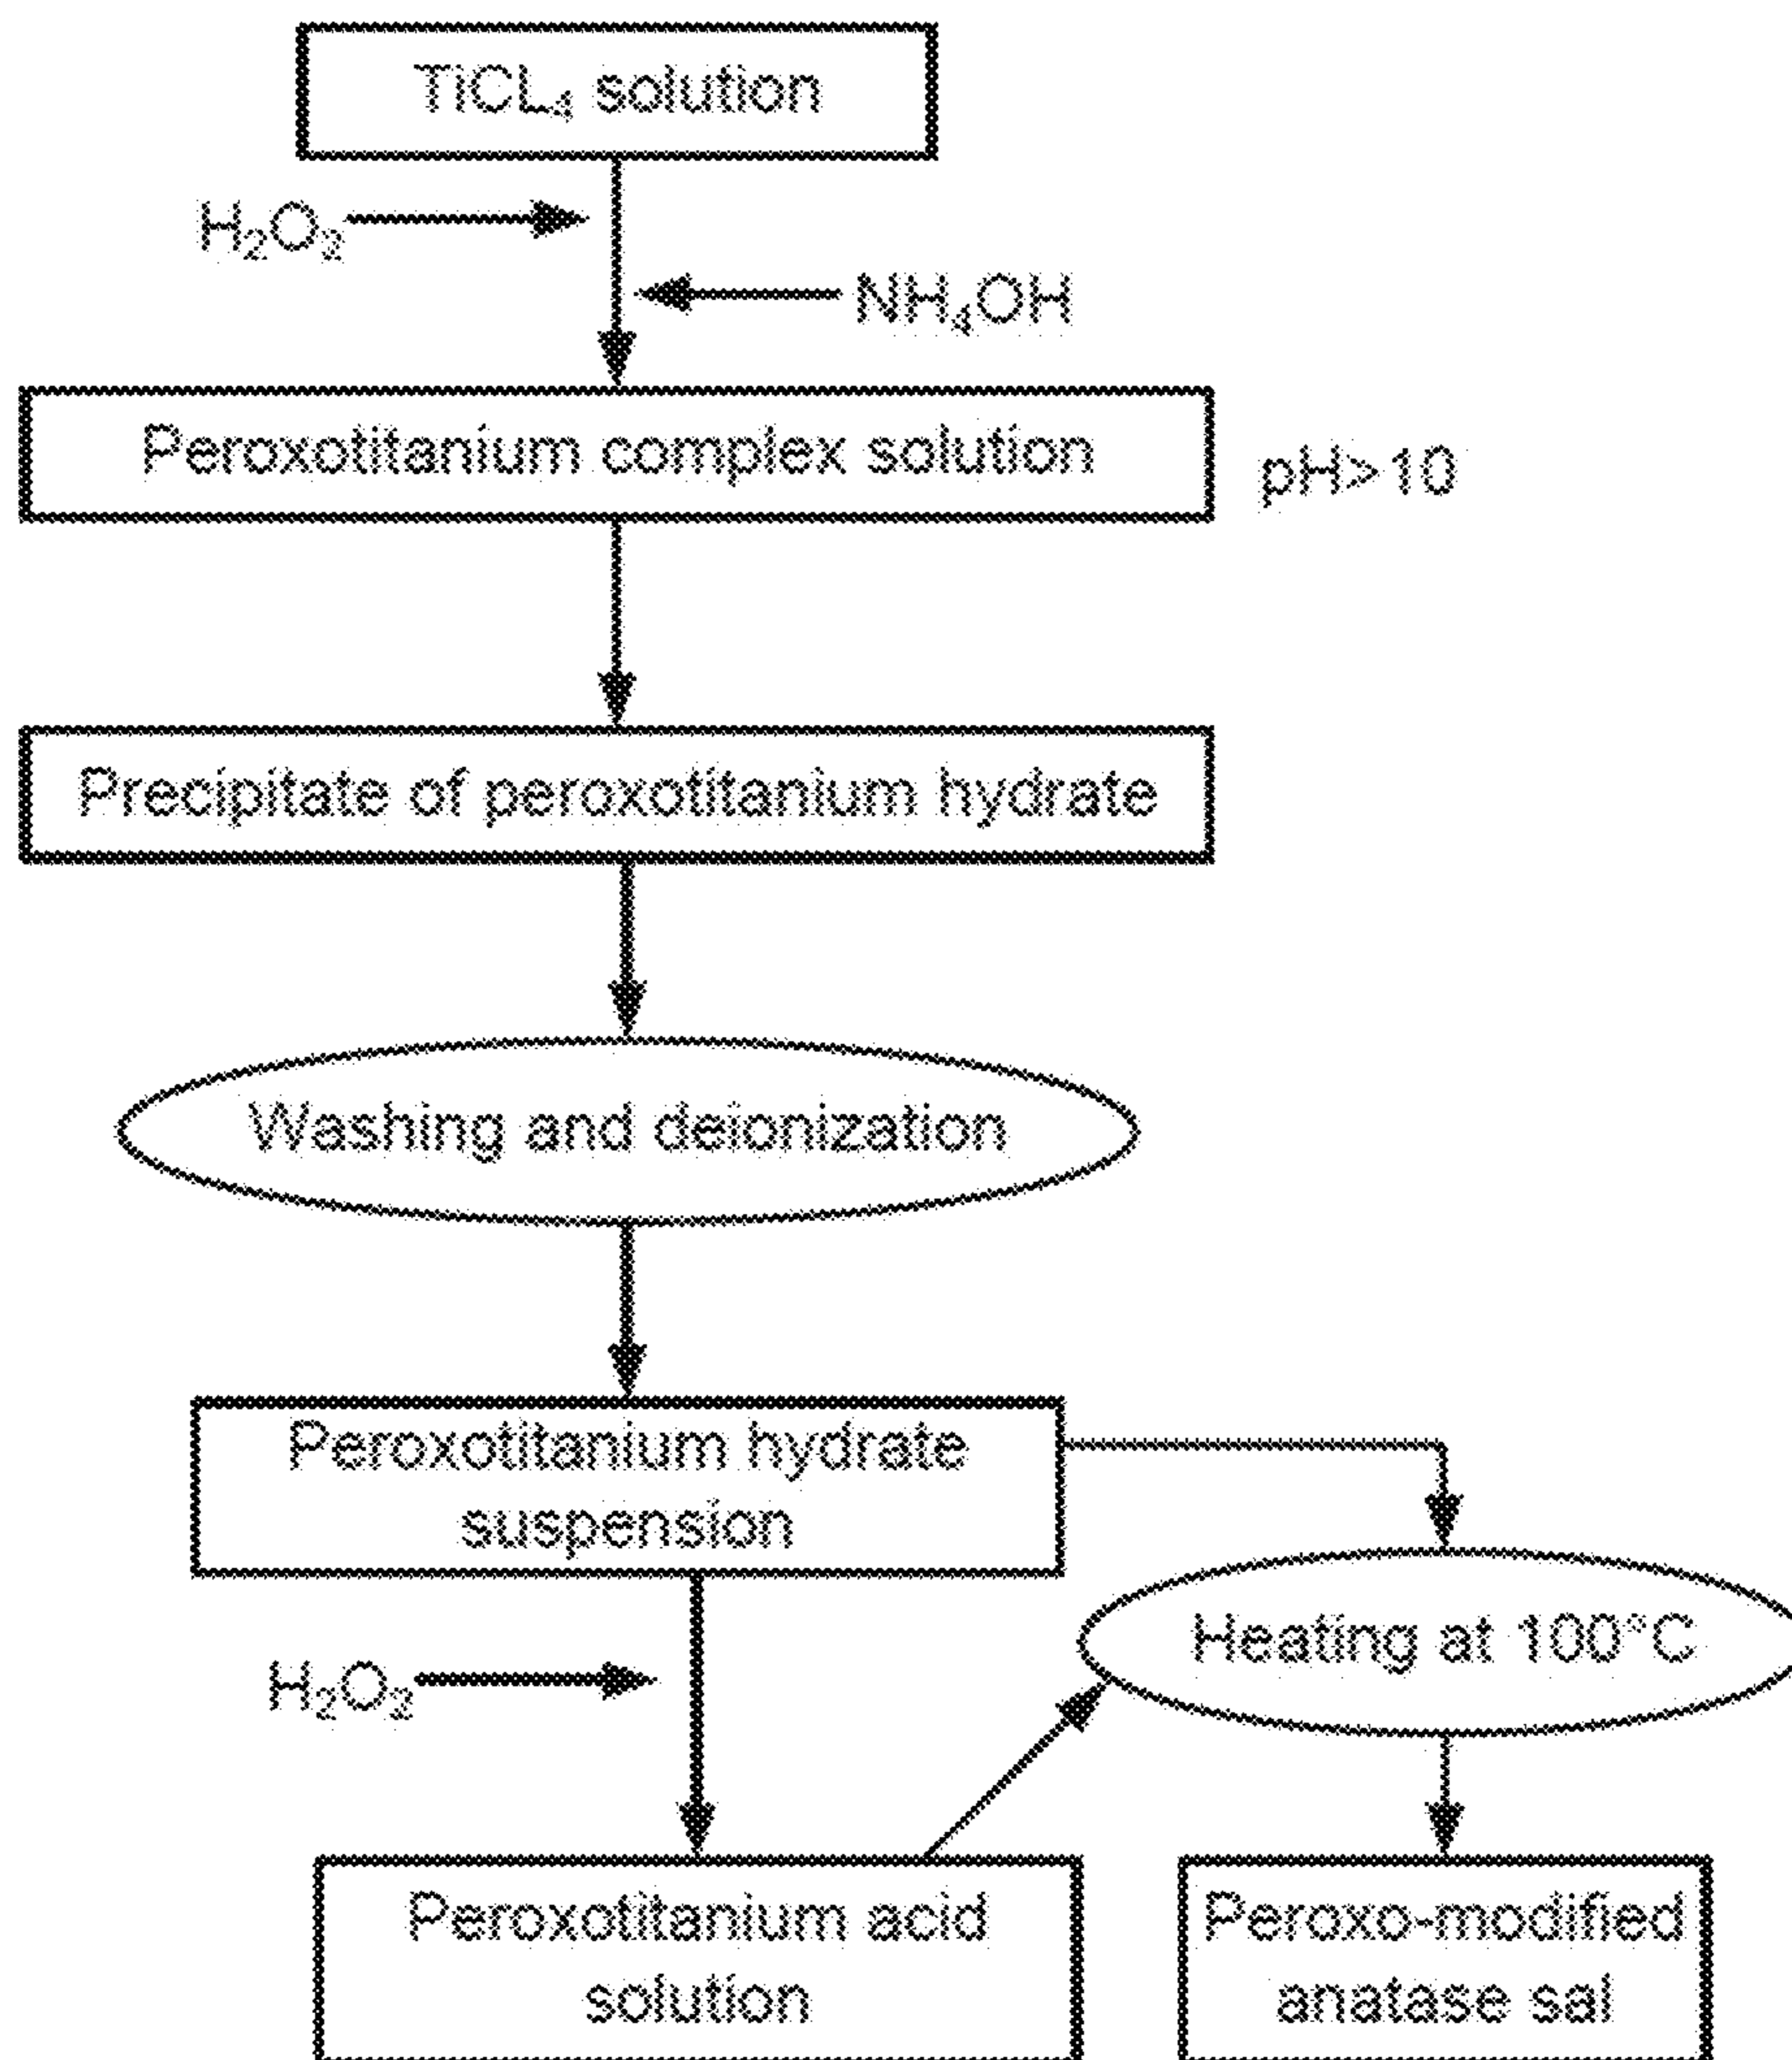 TiCL₄ solution
H₂O₂
NH₄OH
Peroxotitanium complex solution
pH>10
Precipitate of peroxotitanium hydrate
Washing and deionization
Peroxotitanium hydrate
suspension
Heating at 100°C
H₂O₂
Peroxotitanium acid
solution
Peroxo-modified
anatase sal